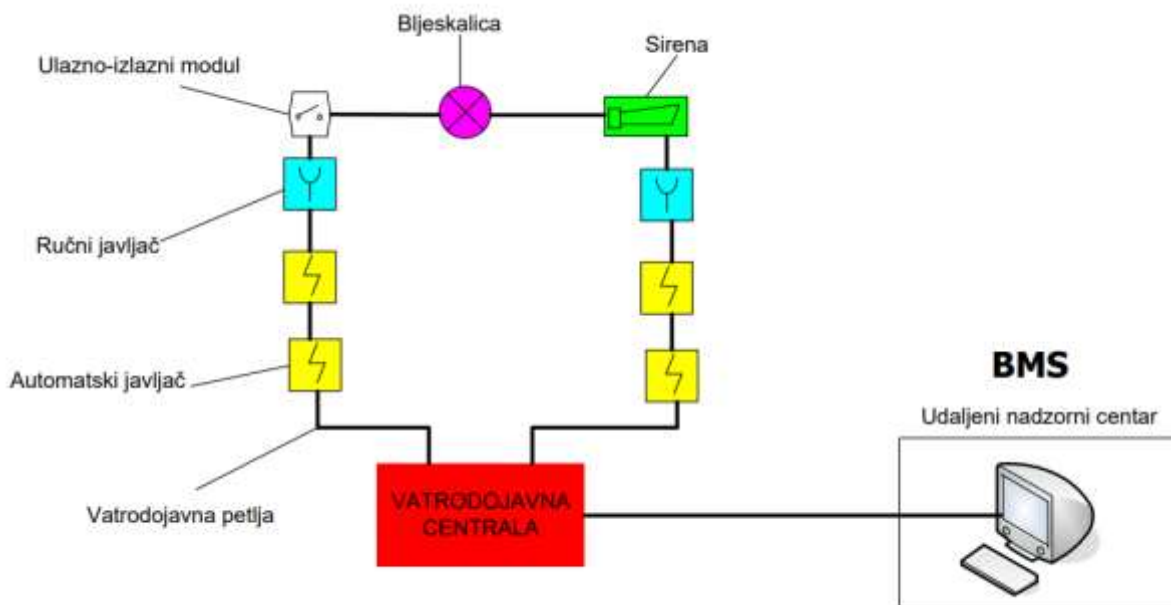 Bljeskalica
Sirena
Ulazno-izlazni modul
Ručni javljač
Automatski javljač
BMS
Udaljeni nadzorni centar
VATRODOJAVNA
CENTRALA
Vatrodojavna petlja